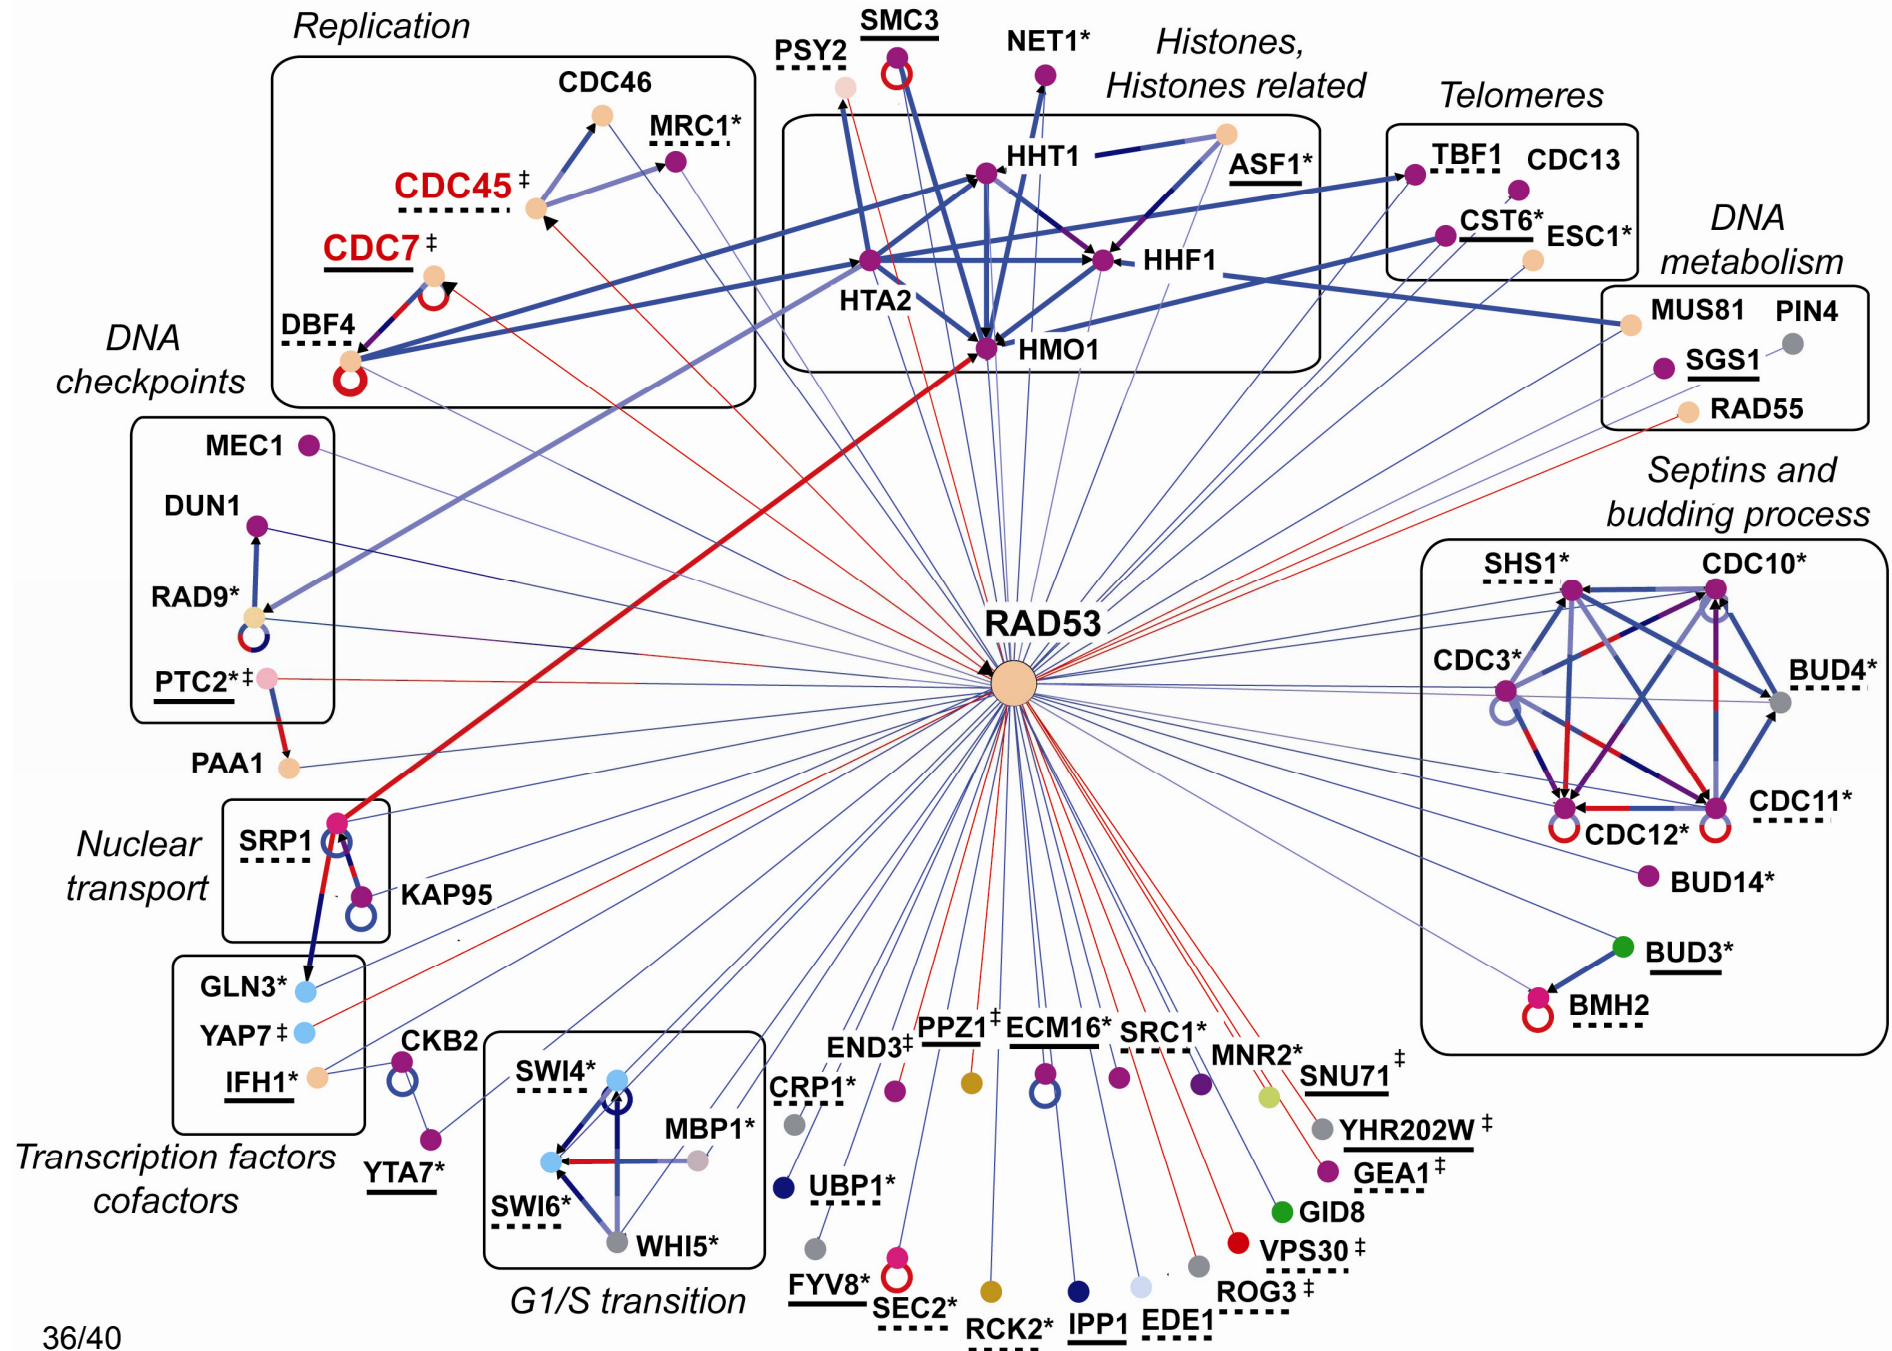 Replication
SMC3
PSY2
NET1*
Histones,
Histones related
Telomeres
CDC46
MRC1*
CDC45 ‡
CDC7 ‡
DBF4
HHT1
ASF1*
HHF1
HTA2
HMO1
TBF1
CDC13
CST6*
ESC1*
DNA
metabolism
MUS81
PIN4
SGS1
RAD55
DNA
checkpoints
MEC1
DUN1
RAD9*
PTC2*‡
PAA1
RAD53
Septins and
budding process
SHS1*
CDC10*
CDC3*
BUD4*
CDC11*
CDC12*
BUD14*
BUD3*
BMH2
Nuclear
transport
SRP1
KAP95
GLN3*
YAP7 ‡
IFH1*
CKB2
YTA7*
Transcription factors
cofactors
SWI4*
MBP1*
SWI6*
WHI5*
G1/S transition
CRP1*
END3‡
PPZ1‡
ECM16*
SRC1*
MNR2*
SNU71 ‡
YHR202W ‡
GEA1‡
GID8
VPS30 ‡
ROG3 ‡
UBP1*
FYV8*
SEC2*
RCK2*
IPP1
EDE1
36/40